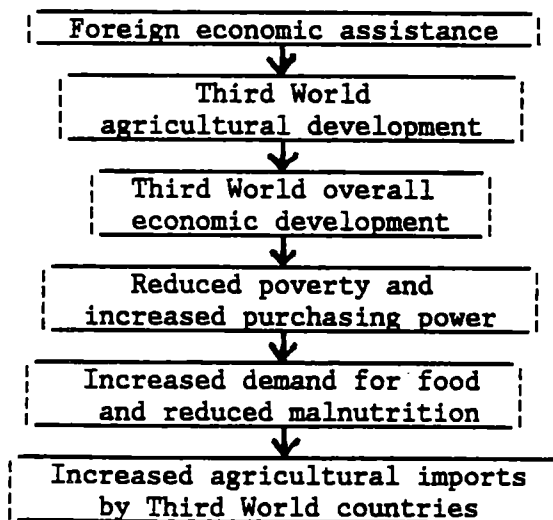 Foreign economic assistance
Third World
agricultural development
Third World overall
economic development
Reduced poverty and
increased purchasing power
Increased demand for food
and reduced malnutrition
Increased agricultural imports
by Third World countries